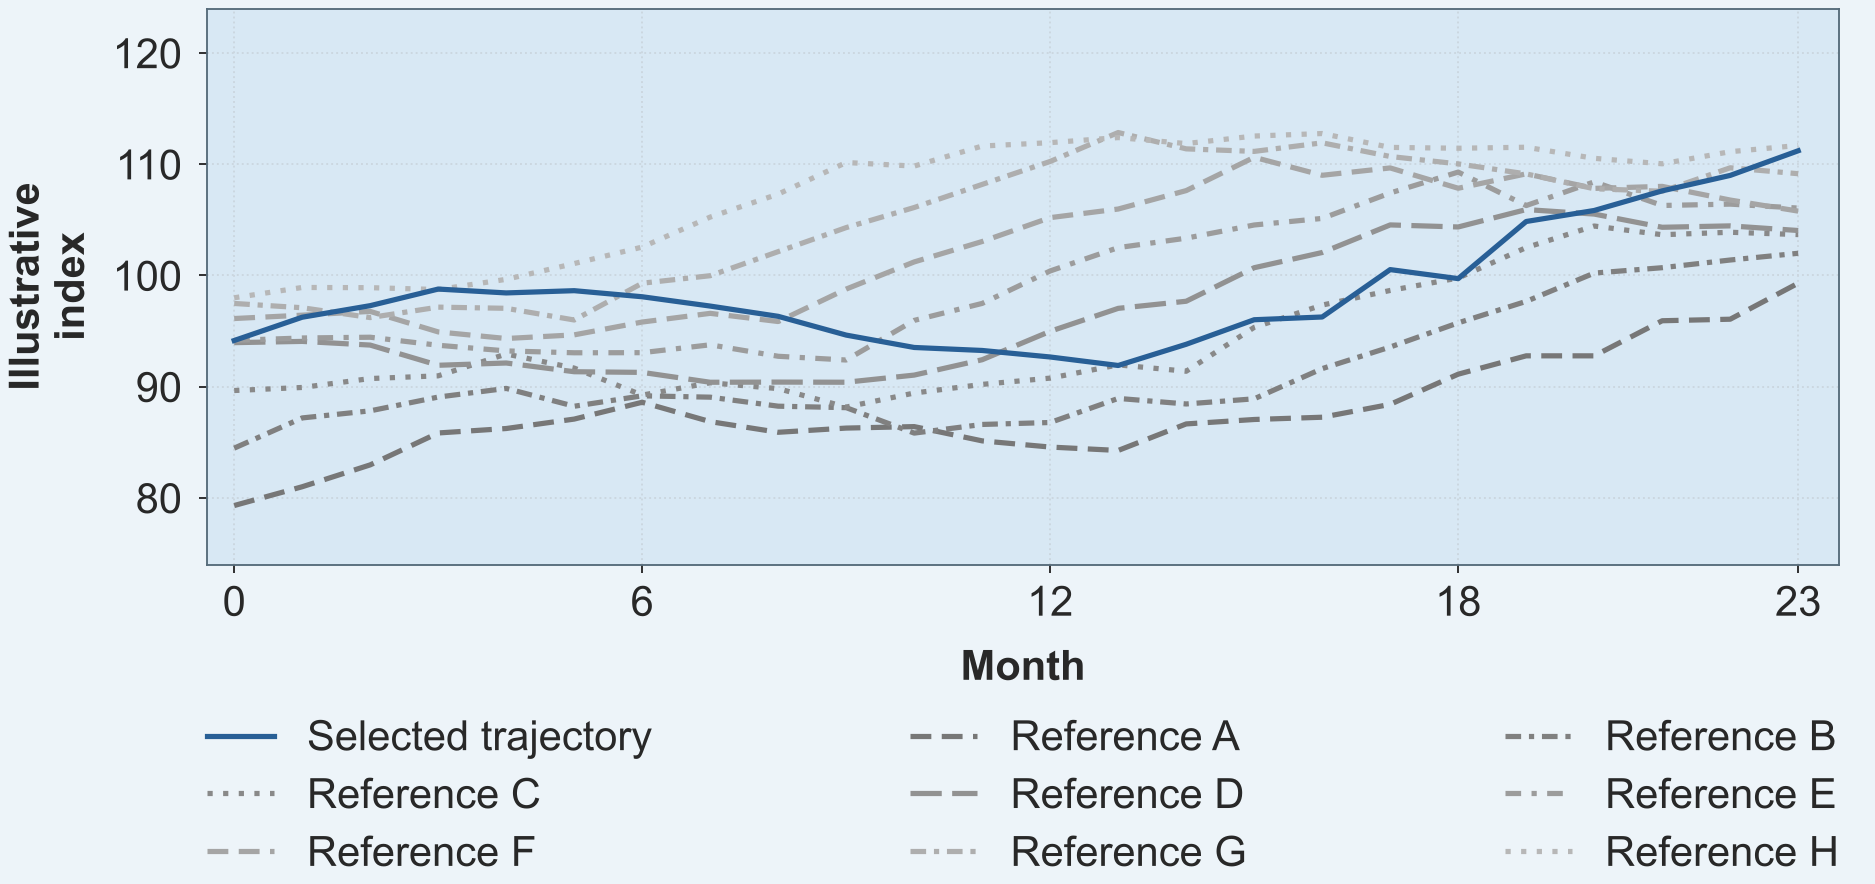 Illustrative
index
120
110
100
90
80
0 6 12 18 23
Month
Selected trajectory Reference A Reference B
Reference C Reference D Reference E
Reference F Reference G Reference H